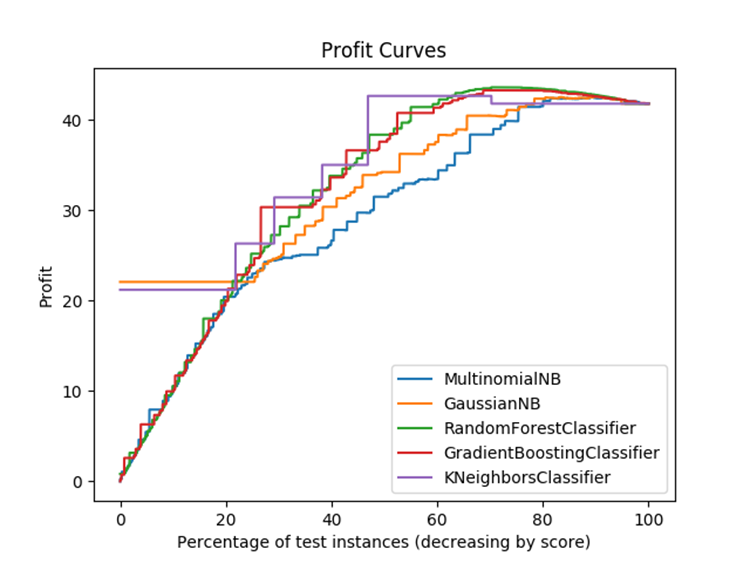 Profit Curves
40
30
20
10
0
Profit
0 20 40 60 80 100
Percentage of test instances (decreasing by score)
MultinomialNB
GaussianNB
RandomForestClassifier
GradientBoostingClassifier
KNeighborsClassifier